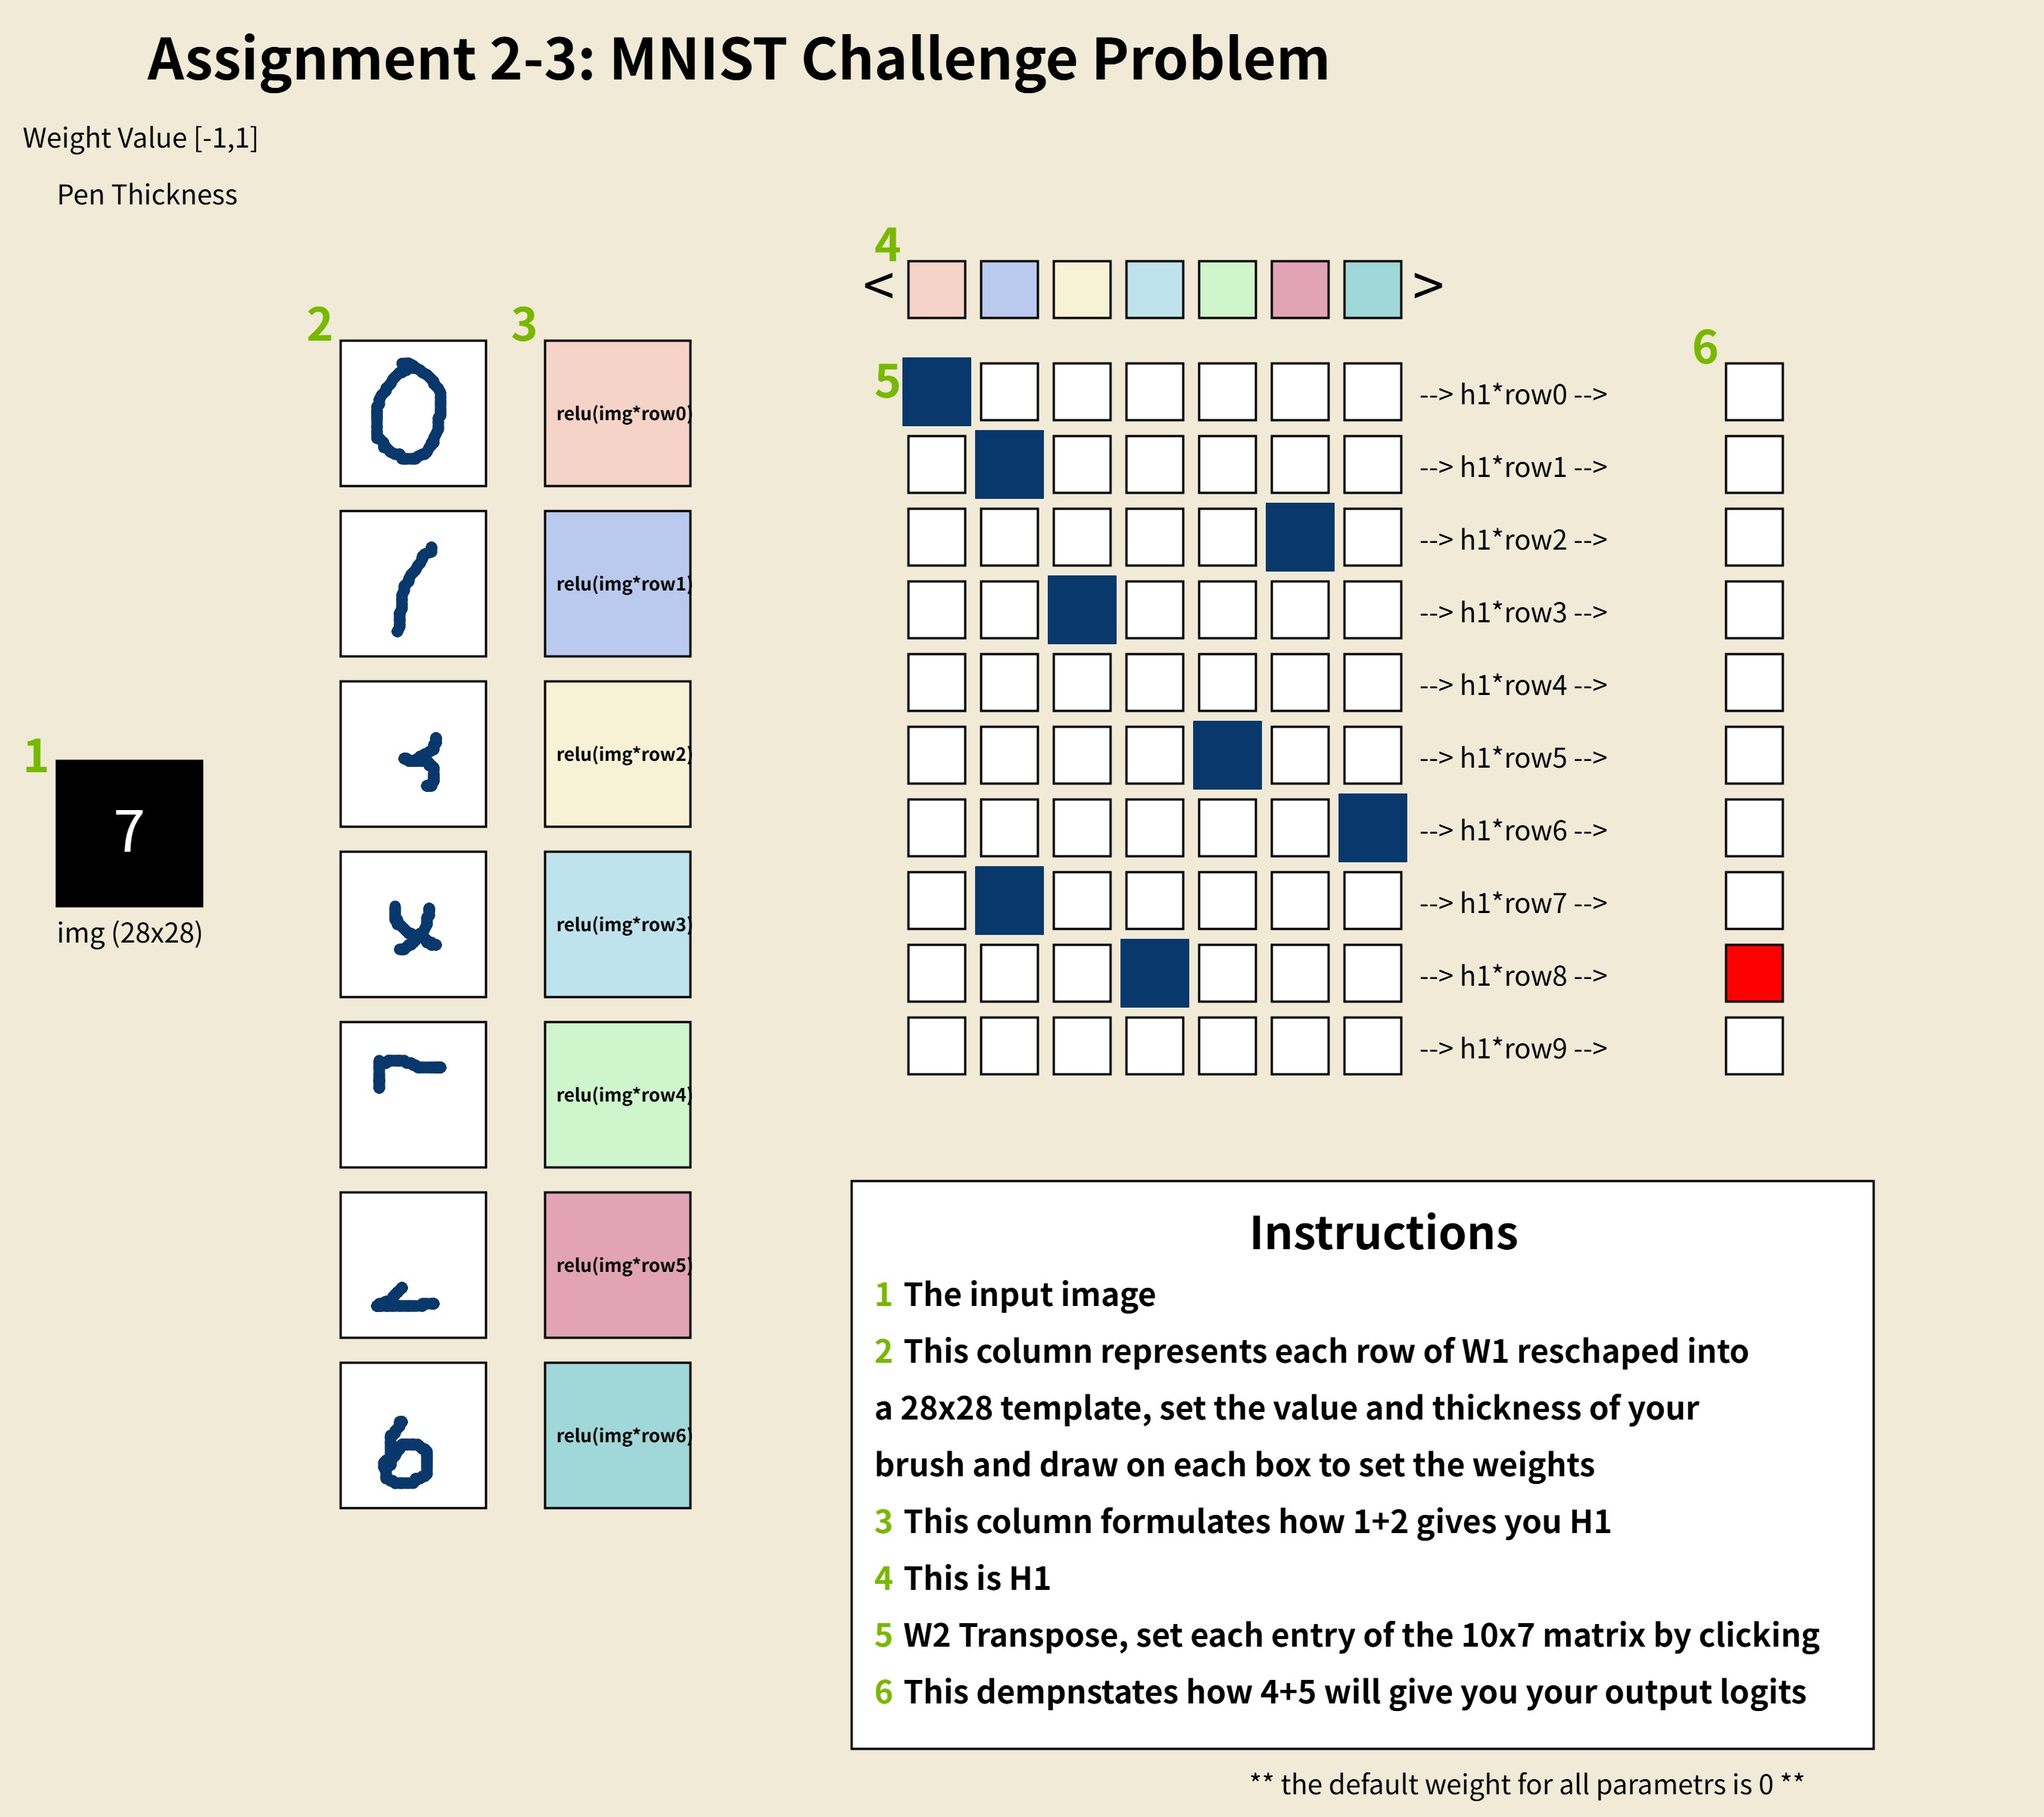 Assignment 2-3: MNIST Challenge Problem
Weight Value [-1,1]
Pen Thickness
4
< >
2
3
6
0
relu(img*row0)
5
--> h1*row0 -->
--> h1*row1 -->
relu(img*row1)
--> h1*row2 -->
--> h1*row3 -->
--> h1*row4 -->
relu(img*row2)
--> h1*row5 -->
1
7
img (28x28)
--> h1*row6 -->
--> h1*row7 -->
relu(img*row3)
--> h1*row8 -->
--> h1*row9 -->
relu(img*row4)
relu(img*row5)
6
relu(img*row6)
Instructions
1 The input image
2 This column represents each row of W1 reschaped into
a 28x28 template, set the value and thickness of your
brush and draw on each box to set the weights
3 This column formulates how 1+2 gives you H1
4 This is H1
5 W2 Transpose, set each entry of the 10x7 matrix by clicking
6 This dempnstates how 4+5 will give you your output logits
** the default weight for all parametrs is 0 **